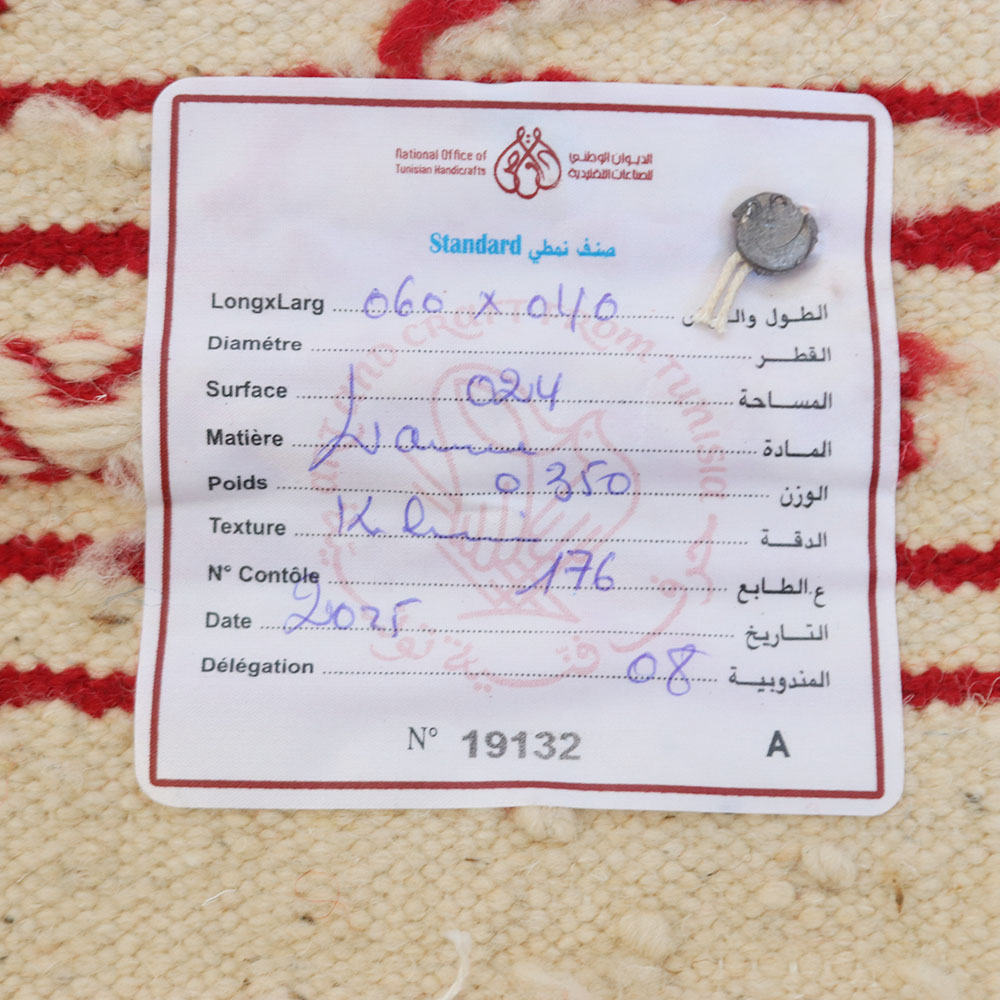 National Office of الديوان الوطني
Tunisian Handicrafts للصناعات التقليدية
Standard صنف نمطي
LongxLarg 060 x 040 الطول
Diamétre القطر
Surface 024 المساحة
Matière Laine المادة
Poids 0 350 الوزن
Texture Klim الدقة
N° Contôle 176 ع.الطابع
Date 2025 التاريخ
Délégation 08 المندوبية
N° 19132 A